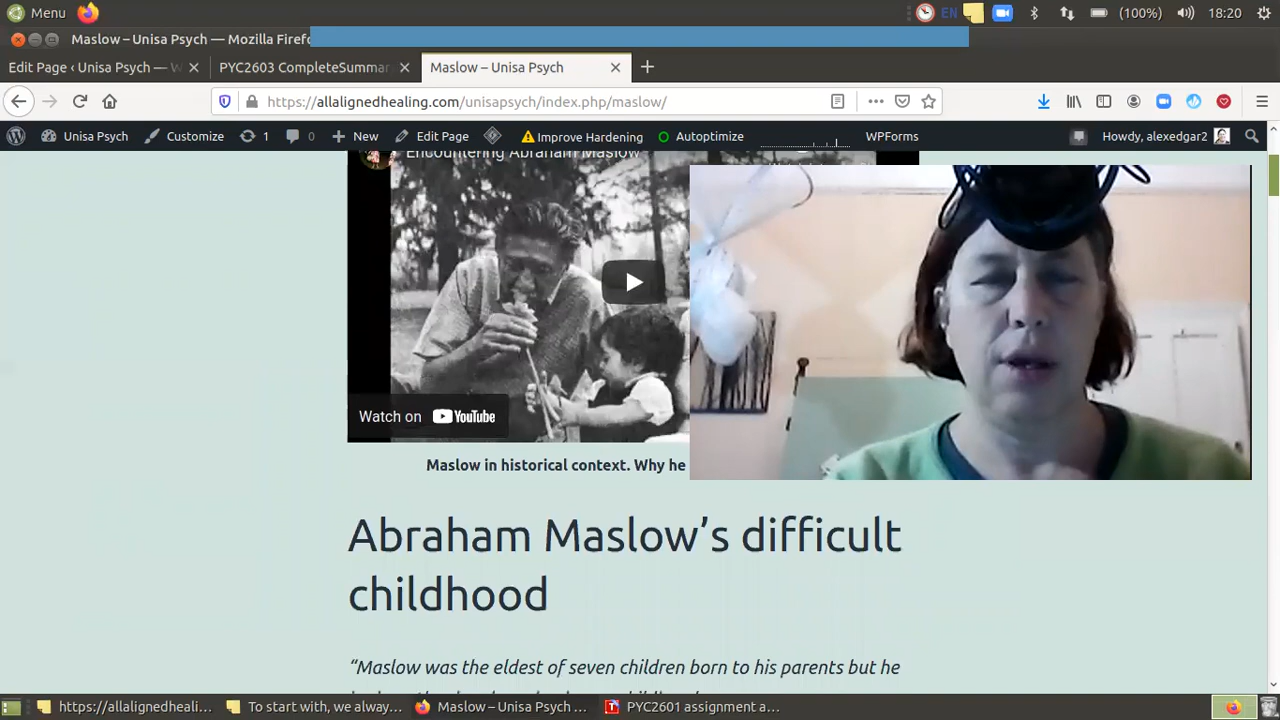 Menu EN (100%) 18:20
Maslow – Unisa Psych — Mozilla Firefo
Edit Page ‹ Unisa Psych — W PYC2603 CompleteSummar Maslow – Unisa Psych
https://allalignedhealing.com/unisapsych/index.php/maslow/
Unisa Psych Customize 1 0 New Edit Page Improve Hardening Autoptimize WPForms Howdy, alexedgar2
Encountering Abraham Maslow
Watch on YouTube
Maslow in historical context. Why he
Abraham Maslow’s difficult
childhood
“Maslow was the eldest of seven children born to his parents but he
https://allalignedheali... To start with, we alway... Maslow – Unisa Psych ... PYC2601 assignment a...